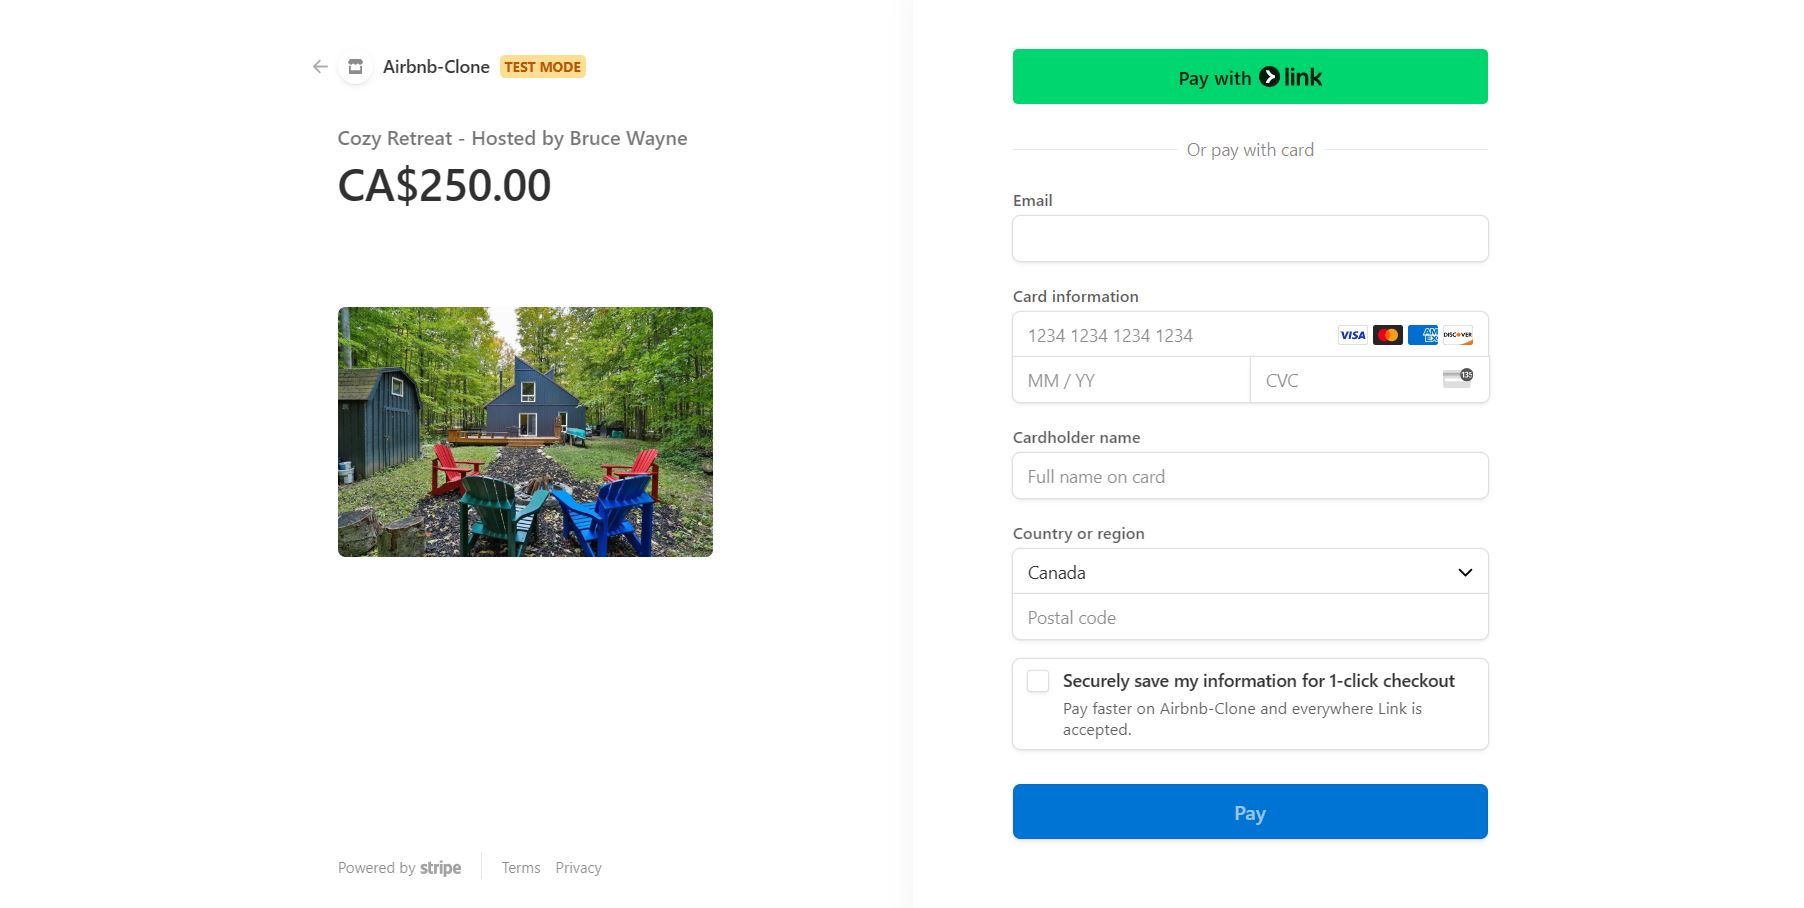 Airbnb-Clone TEST MODE
Cozy Retreat - Hosted by Bruce Wayne
CA$250.00
Powered by stripe
Terms Privacy
Pay with link
Or pay with card
Email
Card information
1234 1234 1234 1234 VISA AMEX DISCOVER
MM / YY
CVC 135
Cardholder name
Full name on card
Country or region
Canada
Postal code
Securely save my information for 1-click checkout
Pay faster on Airbnb-Clone and everywhere Link is
accepted.
Pay